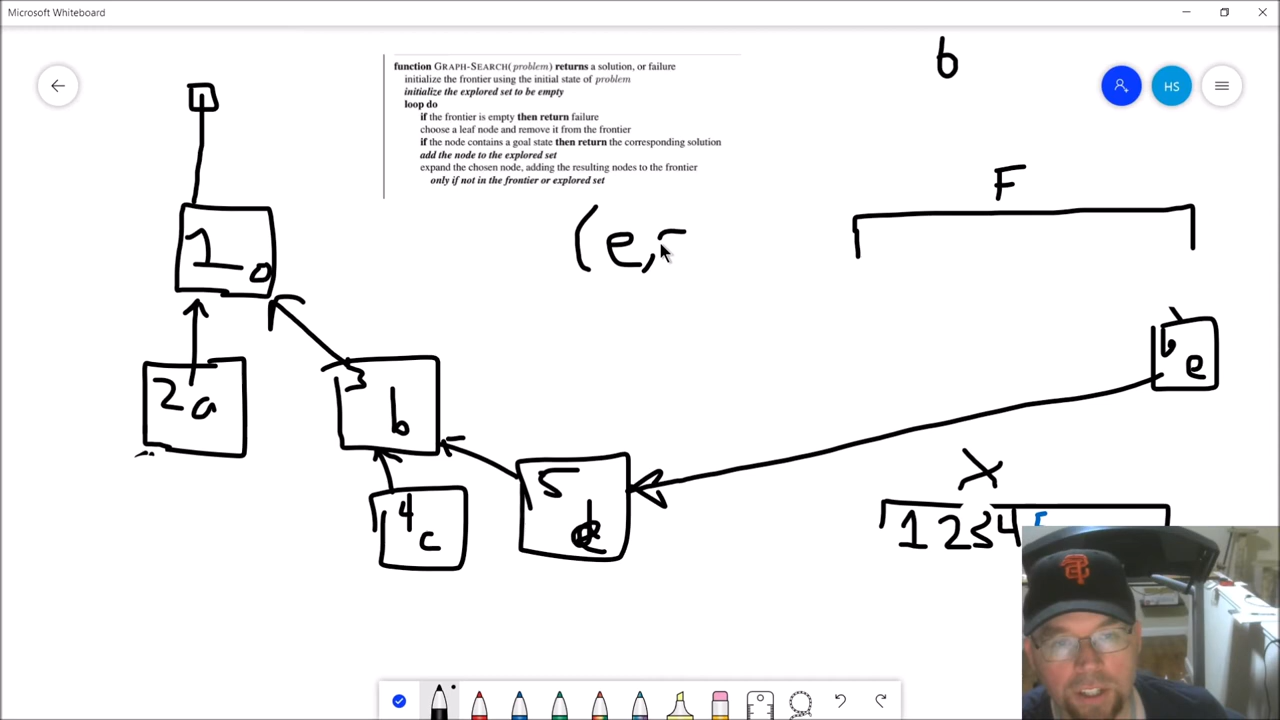 Microsoft Whiteboard
b
function GRAPH-SEARCH(problem) returns a solution, or failure
initialize the frontier using the initial state of problem
initialize the explored set to be empty
loop do
if the frontier is empty then return failure
choose a leaf node and remove it from the frontier
if the node contains a goal state then return the corresponding solution
add the node to the explored set
expand the chosen node, adding the resulting nodes to the frontier
only if not in the frontier or explored set
HS
F
(e,
1
e
2a
3 b
X
4 c
5
1 2 3 4